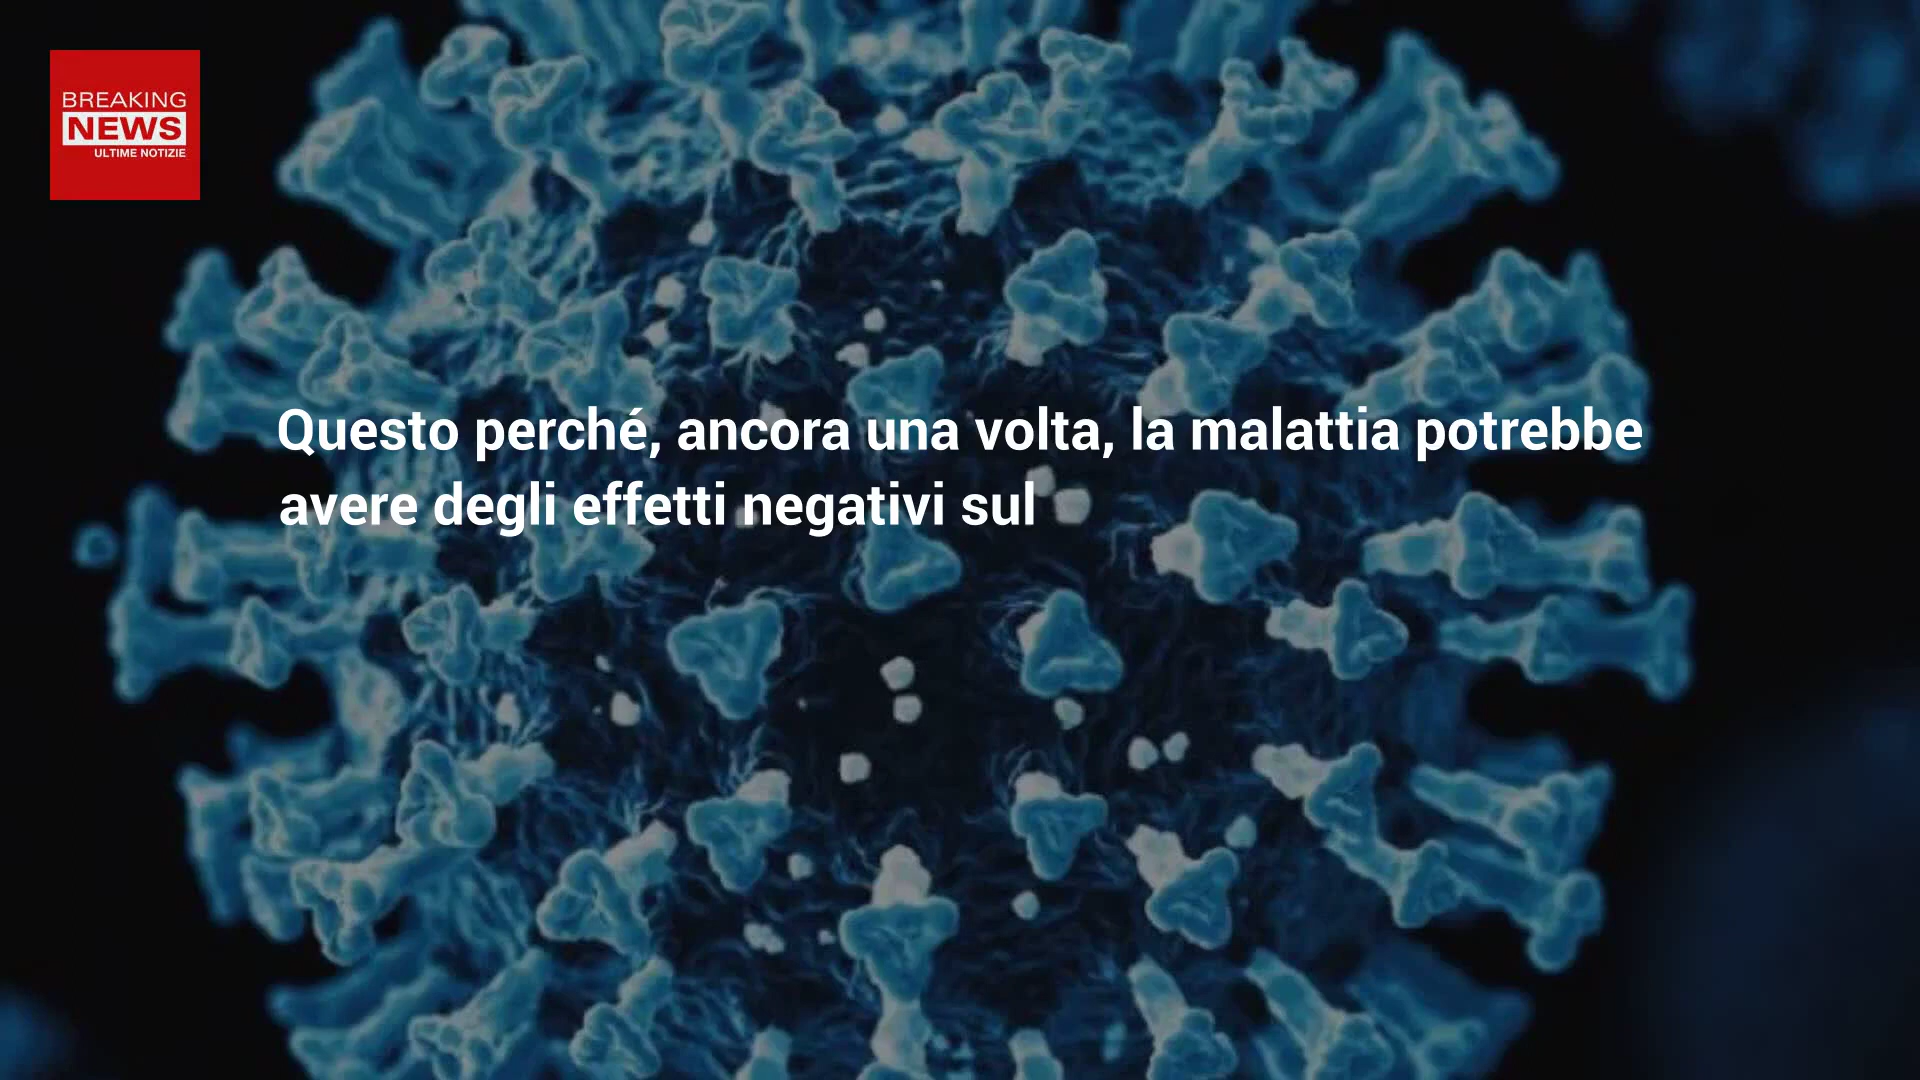 BREAKING
NEWS
ULTIME NOTIZIE
Questo perché, ancora una volta, la malattia potrebbe
avere degli effetti negativi sul